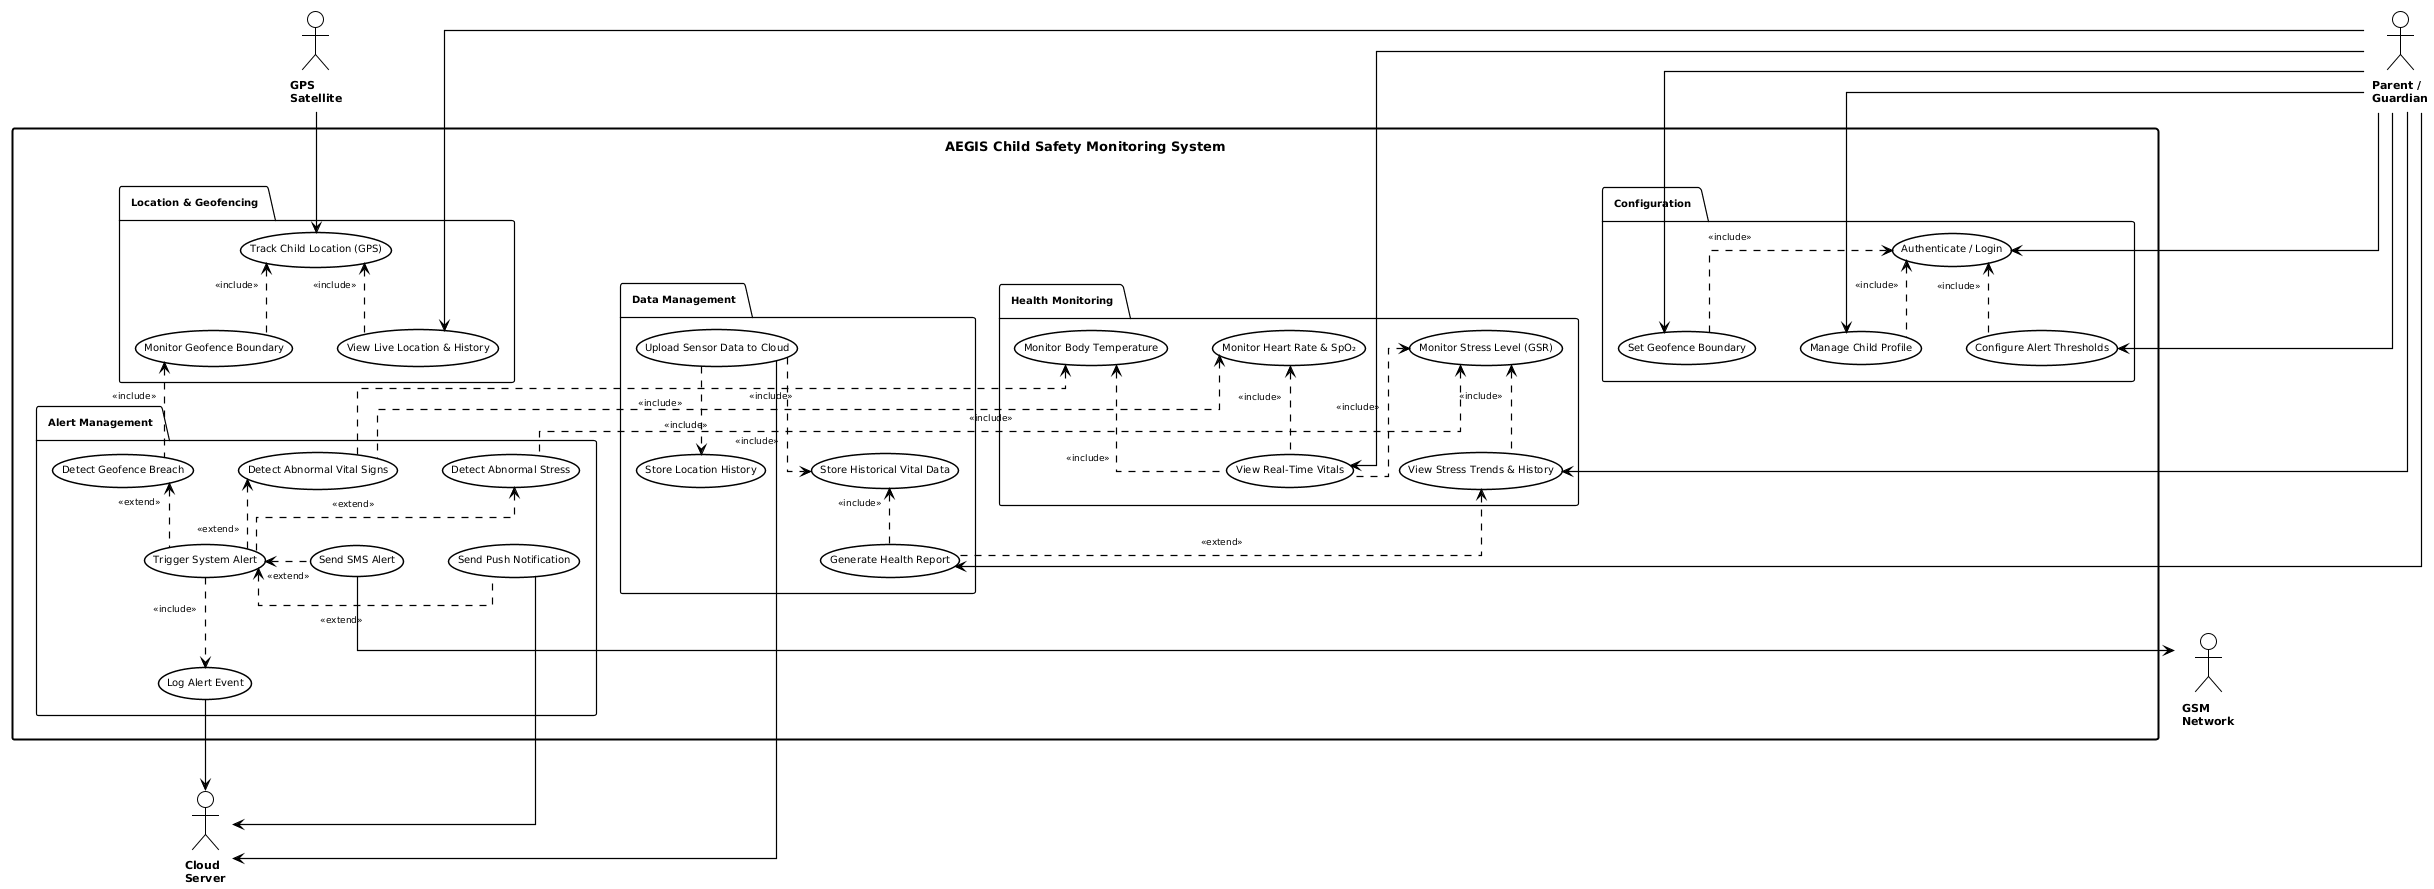 GPS
Satellite
Parent /
Guardian
AEGIS Child Safety Monitoring System
Location & Geofencing
Track Child Location (GPS)
«include»
«include»
Monitor Geofence Boundary
View Live Location & History
Configuration
«include»
Authenticate / Login
«include»
«include»
Set Geofence Boundary
Manage Child Profile
Configure Alert Thresholds
Data Management
Upload Sensor Data to Cloud
«include»
«include»
«include»
«include»
Store Location History
Store Historical Vital Data
«include»
Generate Health Report
Health Monitoring
Monitor Body Temperature
Monitor Heart Rate & SpO₂
Monitor Stress Level (GSR)
«include»
«include»
«include»
«include»
«include»
View Real-Time Vitals
View Stress Trends & History
«extend»
«include»
Alert Management
Detect Geofence Breach
Detect Abnormal Vital Signs
Detect Abnormal Stress
«extend»
«extend»
«extend»
Trigger System Alert
Send SMS Alert
Send Push Notification
«extend»
«include»
«extend»
Log Alert Event
GSM
Network
Cloud
Server